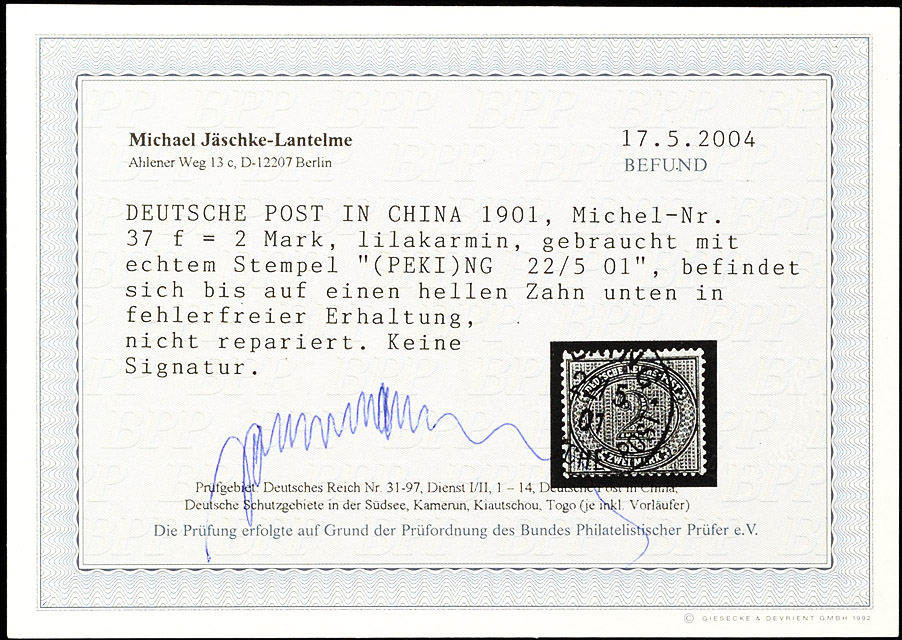 Michael Jäschke-Lantelme
Ahlener Weg 13 c, D-12207 Berlin
17.5.2004
BEFUND
DEUTSCHE POST IN CHINA 1901, Michel-Nr.
37 f = 2 Mark, lilakarmin, gebraucht mit
echtem Stempel "(PEKI)NG 22/5 01", befindet
sich bis auf einen hellen Zahn unten in
fehlerfreier Erhaltung,
nicht repariert. Keine
Signatur.
Prüfgebiet: Deutsches Reich Nr. 31-97, Dienst I/II, 1 – 14, Deutsche Post in China,
Deutsche Schutzgebiete in der Südsee, Kamerun, Kiautschou, Togo (je inkl. Vorläufer)
Die Prüfung erfolgte auf Grund der Prüfordnung des Bundes Philatelistischer Prüfer e.V.
© GIESECKE & DEVRIENT GMBH 1992